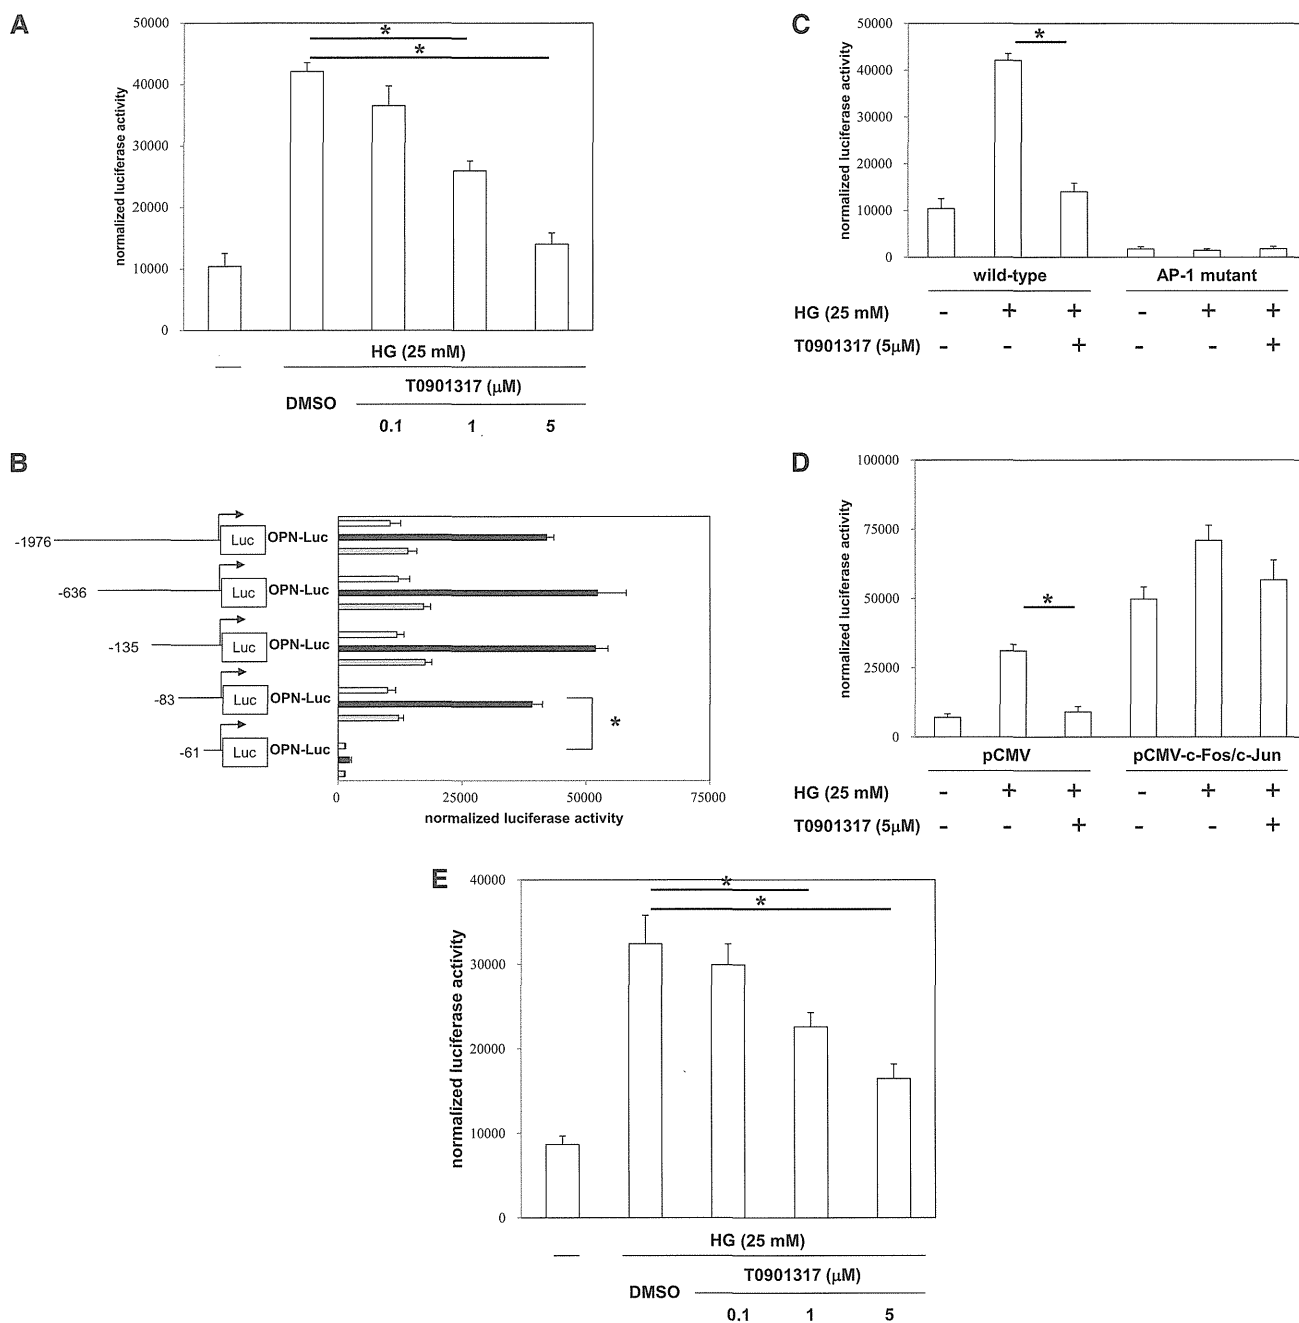 A
normalized luciferase activity
50000
40000
30000
20000
10000
0
* 
*
HG (25 mM)
T0901317 (μM)
DMSO
0.1 1 5
C
normalized luciferase activity
50000
40000
30000
20000
10000
0
*
wild-type AP-1 mutant
HG (25 mM) - + + - + +
T0901317 (5μM) - - + - - +
B
-1976 Luc OPN-Luc
-636 Luc OPN-Luc
-135 Luc OPN-Luc
-83 Luc OPN-Luc
-61 Luc OPN-Luc
*
0 25000 50000 75000
normalized luciferase activity
D
normalized luciferase activity
100000
75000
50000
25000
0
*
pCMV pCMV-c-Fos/c-Jun
HG (25 mM) - + + - + +
T0901317 (5μM) - - + - - +
E
normalized luciferase activity
40000
30000
20000
10000
0
*
*
HG (25 mM)
T0901317 (μM)
DMSO
0.1 1 5